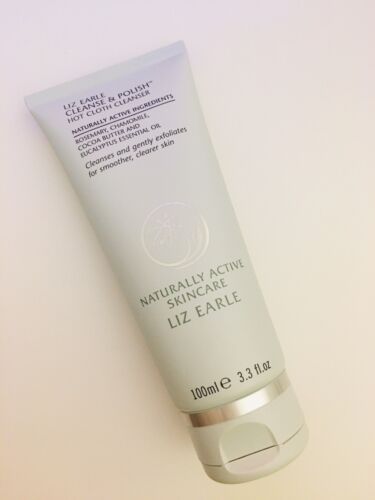 LIZ EARLE
CLEANSE & POLISH™
HOT CLOTH CLEANSER
NATURALLY ACTIVE INGREDIENTS
ROSEMARY, CHAMOMILE,
COCOA BUTTER AND
EUCALYPTUS ESSENTIAL OIL
Cleanses and gently exfoliates
for smoother, clearer skin
NATURALLY ACTIVE
SKINCARE
LIZ EARLE
100ml ℮ 3.3 fl.oz